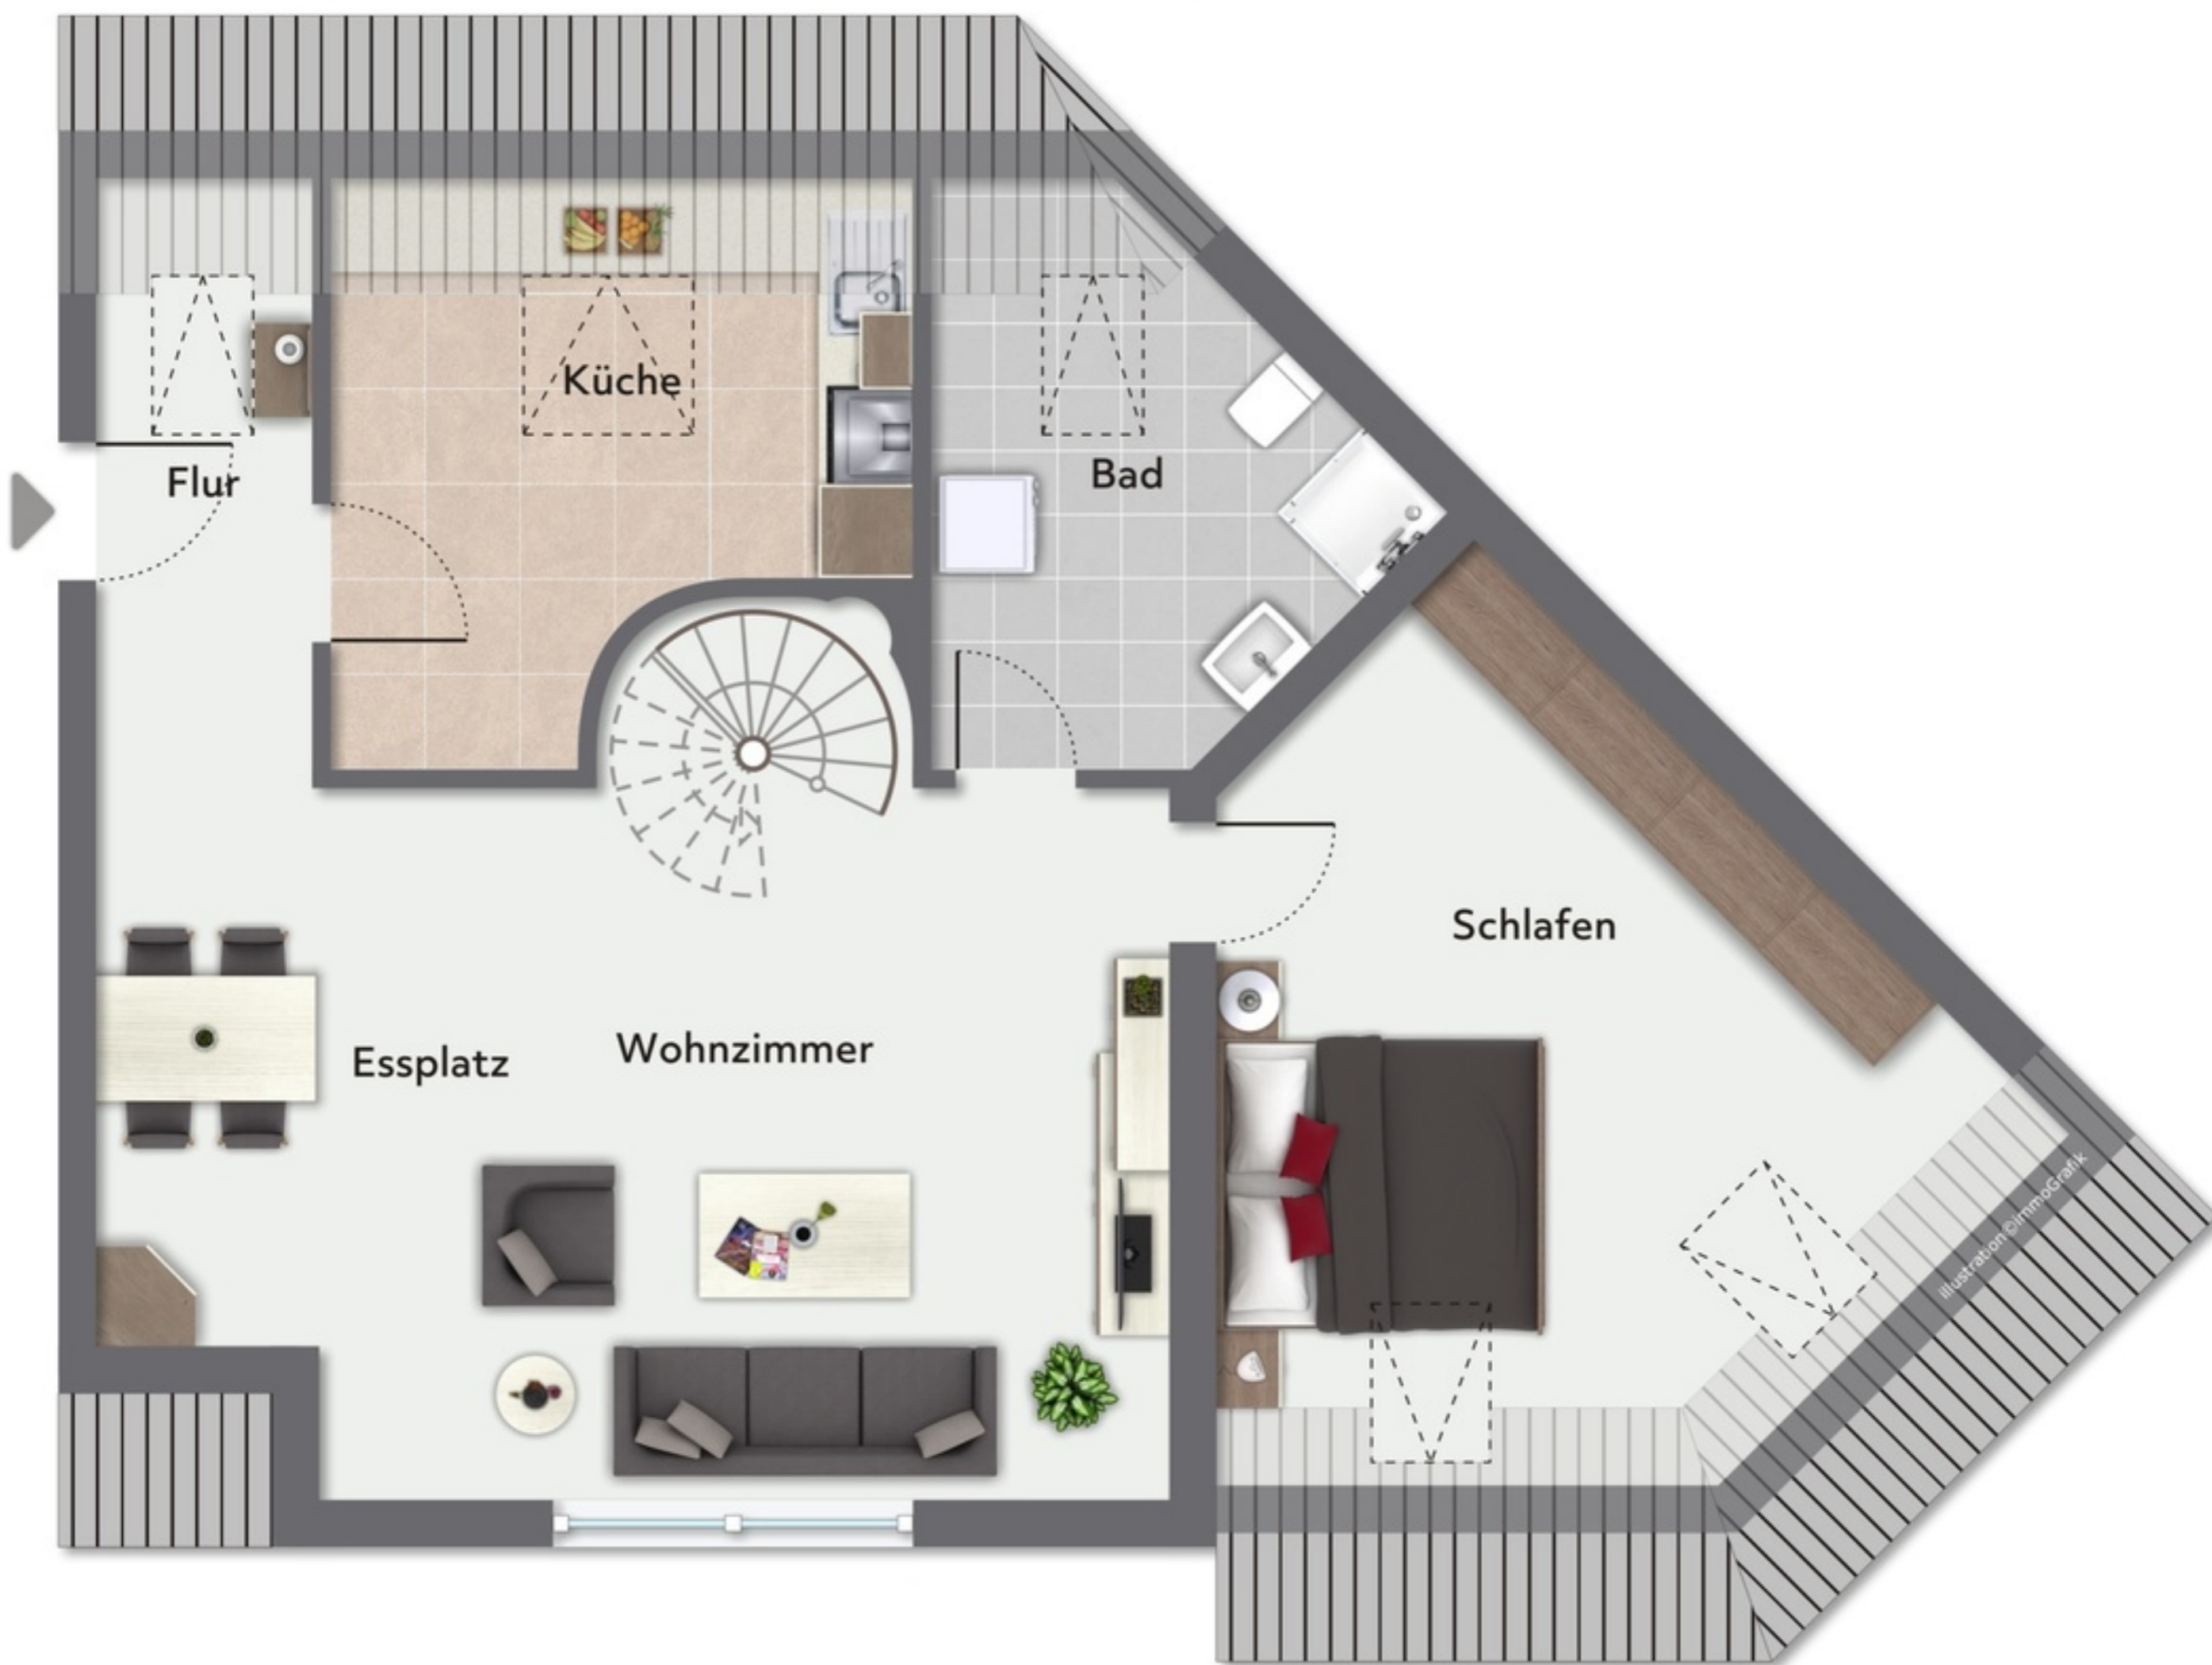 Küche
Flur
Bad
Schlafen
Essplatz
Wohnzimmer
illustration©immoGrafik